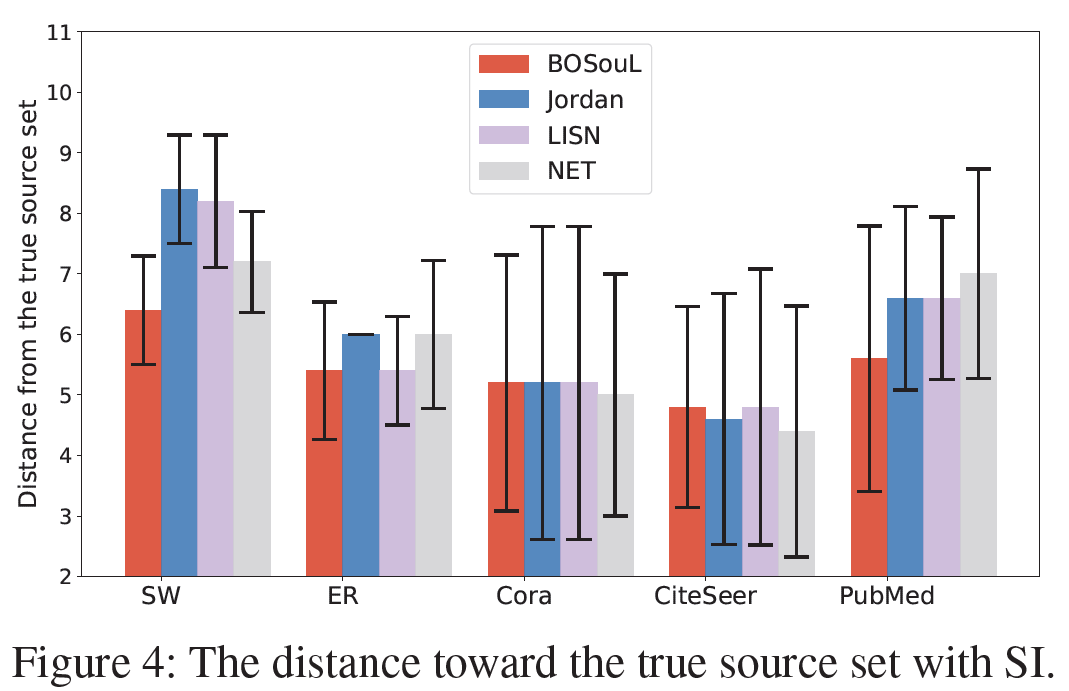 11
10
9
8
7
6
5
4
3
2
Distance from the true source set
BOSouL
Jordan
LISN
NET
SW ER Cora CiteSeer PubMed
Figure 4: The distance toward the true source set with SI.